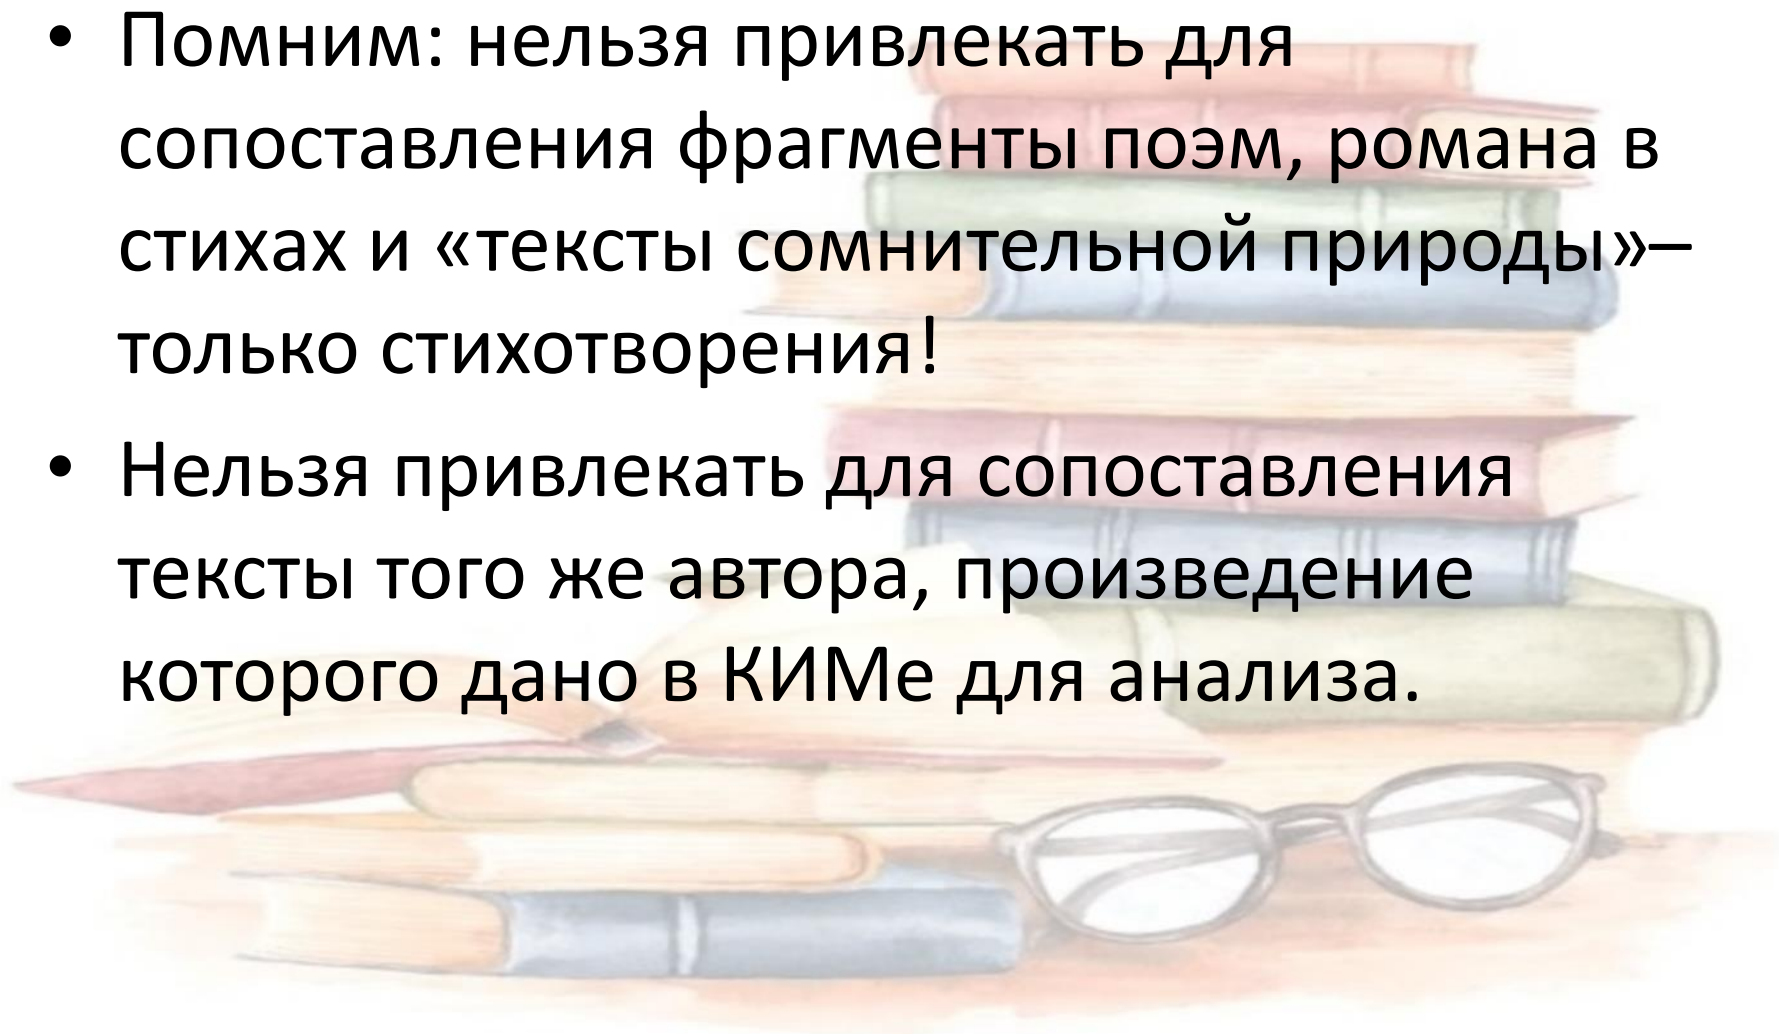 • Помним: нельзя привлекать для
сопоставления фрагменты поэм, романа в
стихах и «тексты сомнительной природы»–
только стихотворения!
• Нельзя привлекать для сопоставления
тексты того же автора, произведение
которого дано в КИМе для анализа.